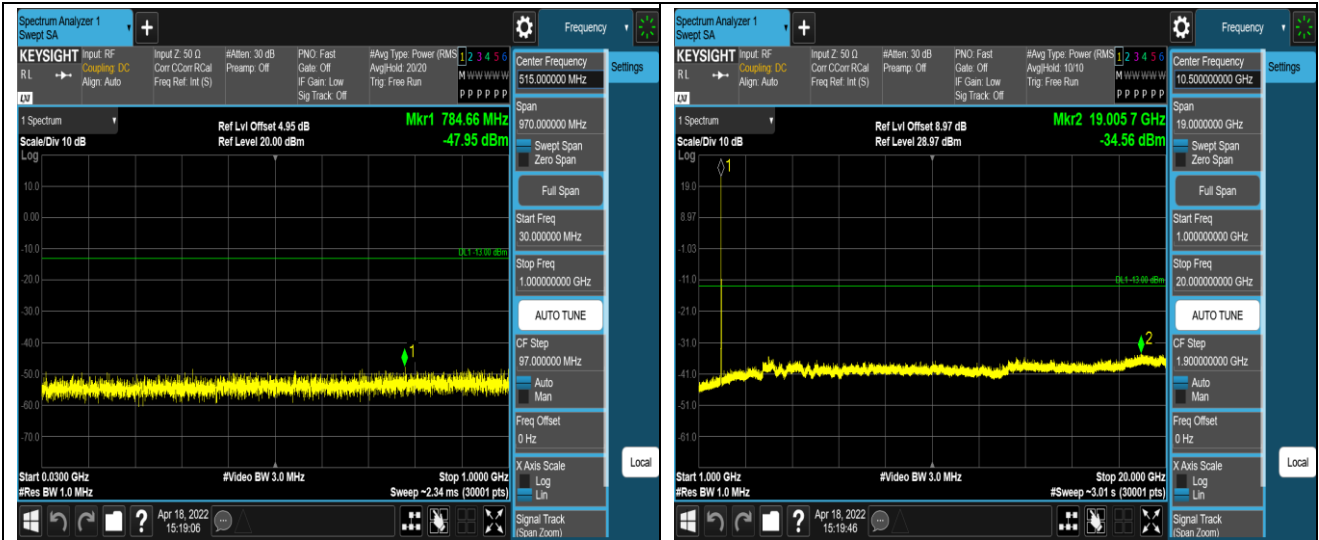 Spectrum Analyzer 1
Swept SA
+
Frequency
KEYSIGHT
Input: RF
Coupling: DC
Align: Auto
Input Z: 50 Ω
Corr CCorr RCal
Freq Ref: Int (S)
#Atten: 30 dB
Preamp: Off
PNO: Fast
Gate: Off
IF Gain: Low
Sig Track: Off
#Avg Type: Power (RMS
Avg|Hold: 20/20
Trig: Free Run
1 2 3 4 5 6
M W W W W W
P P P P P P
RL
LXI
Center Frequency
515.000000 MHz
Settings
1 Spectrum
Scale/Div 10 dB
Log
Ref Lvl Offset 4.95 dB
Ref Level 20.00 dBm
Mkr1 784.66 MHz
-47.95 dBm
10.0
0.00
-10.0
-20.0
-30.0
-40.0
-50.0
-60.0
-70.0
DL1 -13.00 dBm
1
Span
970.000000 MHz
Swept Span
Zero Span
Full Span
Start Freq
30.000000 MHz
Stop Freq
1.000000000 GHz
AUTO TUNE
CF Step
97.000000 MHz
Auto
Man
Freq Offset
0 Hz
X Axis Scale
Log
Lin
Signal Track
(Span Zoom)
Local
Start 0.0300 GHz
#Res BW 1.0 MHz
#Video BW 3.0 MHz
Stop 1.0000 GHz
Sweep ~2.34 ms (30001 pts)
?
Apr 18, 2022
15:19:06
Spectrum Analyzer 1
Swept SA
+
Frequency
KEYSIGHT
Input: RF
Coupling: DC
Align: Auto
Input Z: 50 Ω
Corr CCorr RCal
Freq Ref: Int (S)
#Atten: 30 dB
Preamp: Off
PNO: Fast
Gate: Off
IF Gain: Low
Sig Track: Off
#Avg Type: Power (RMS
Avg|Hold: 10/10
Trig: Free Run
1 2 3 4 5 6
M W W W W W
P P P P P P
RL
LXI
Center Frequency
10.500000000 GHz
Settings
1 Spectrum
Scale/Div 10 dB
Log
Ref Lvl Offset 8.97 dB
Ref Level 28.97 dBm
Mkr2 19.005 7 GHz
-34.56 dBm
19.0
8.97
-1.03
-11.0
-21.0
-31.0
-41.0
-51.0
-61.0
DL1 -13.00 dBm
1
2
Span
19.0000000 GHz
Swept Span
Zero Span
Full Span
Start Freq
1.000000000 GHz
Stop Freq
20.000000000 GHz
AUTO TUNE
CF Step
1.900000000 GHz
Auto
Man
Freq Offset
0 Hz
X Axis Scale
Log
Lin
Signal Track
(Span Zoom)
Local
Start 1.000 GHz
#Res BW 1.0 MHz
#Video BW 3.0 MHz
Stop 20.000 GHz
#Sweep ~3.01 s (30001 pts)
?
Apr 18, 2022
15:19:46